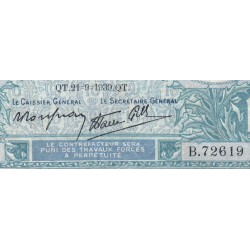 QT.21-9-1939.QT.
LE CAISSIER GÉNÉRAL LE SECRÉTAIRE GÉNÉRAL
LE CONTREFACTEUR SERA
PUNI DES TRAVAUX FORCÉS
À PERPÉTUITÉ
B.72619